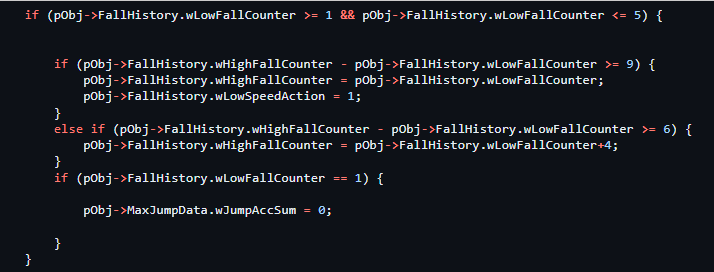 if (pObj->FallHistory.wLowFallCounter >= 1 && pObj->FallHistory.wLowFallCounter <= 5) {
if (pObj->FallHistory.wHighFallCounter - pObj->FallHistory.wLowFallCounter >= 9) {
pObj->FallHistory.wHighFallCounter = pObj->FallHistory.wLowFallCounter;
pObj->FallHistory.wLowSpeedAction = 1;
}
else if (pObj->FallHistory.wHighFallCounter - pObj->FallHistory.wLowFallCounter >= 6) {
pObj->FallHistory.wHighFallCounter = pObj->FallHistory.wLowFallCounter+4;
}
if (pObj->FallHistory.wLowFallCounter == 1) {
pObj->MaxJumpData.wJumpAccSum = 0;
}
}